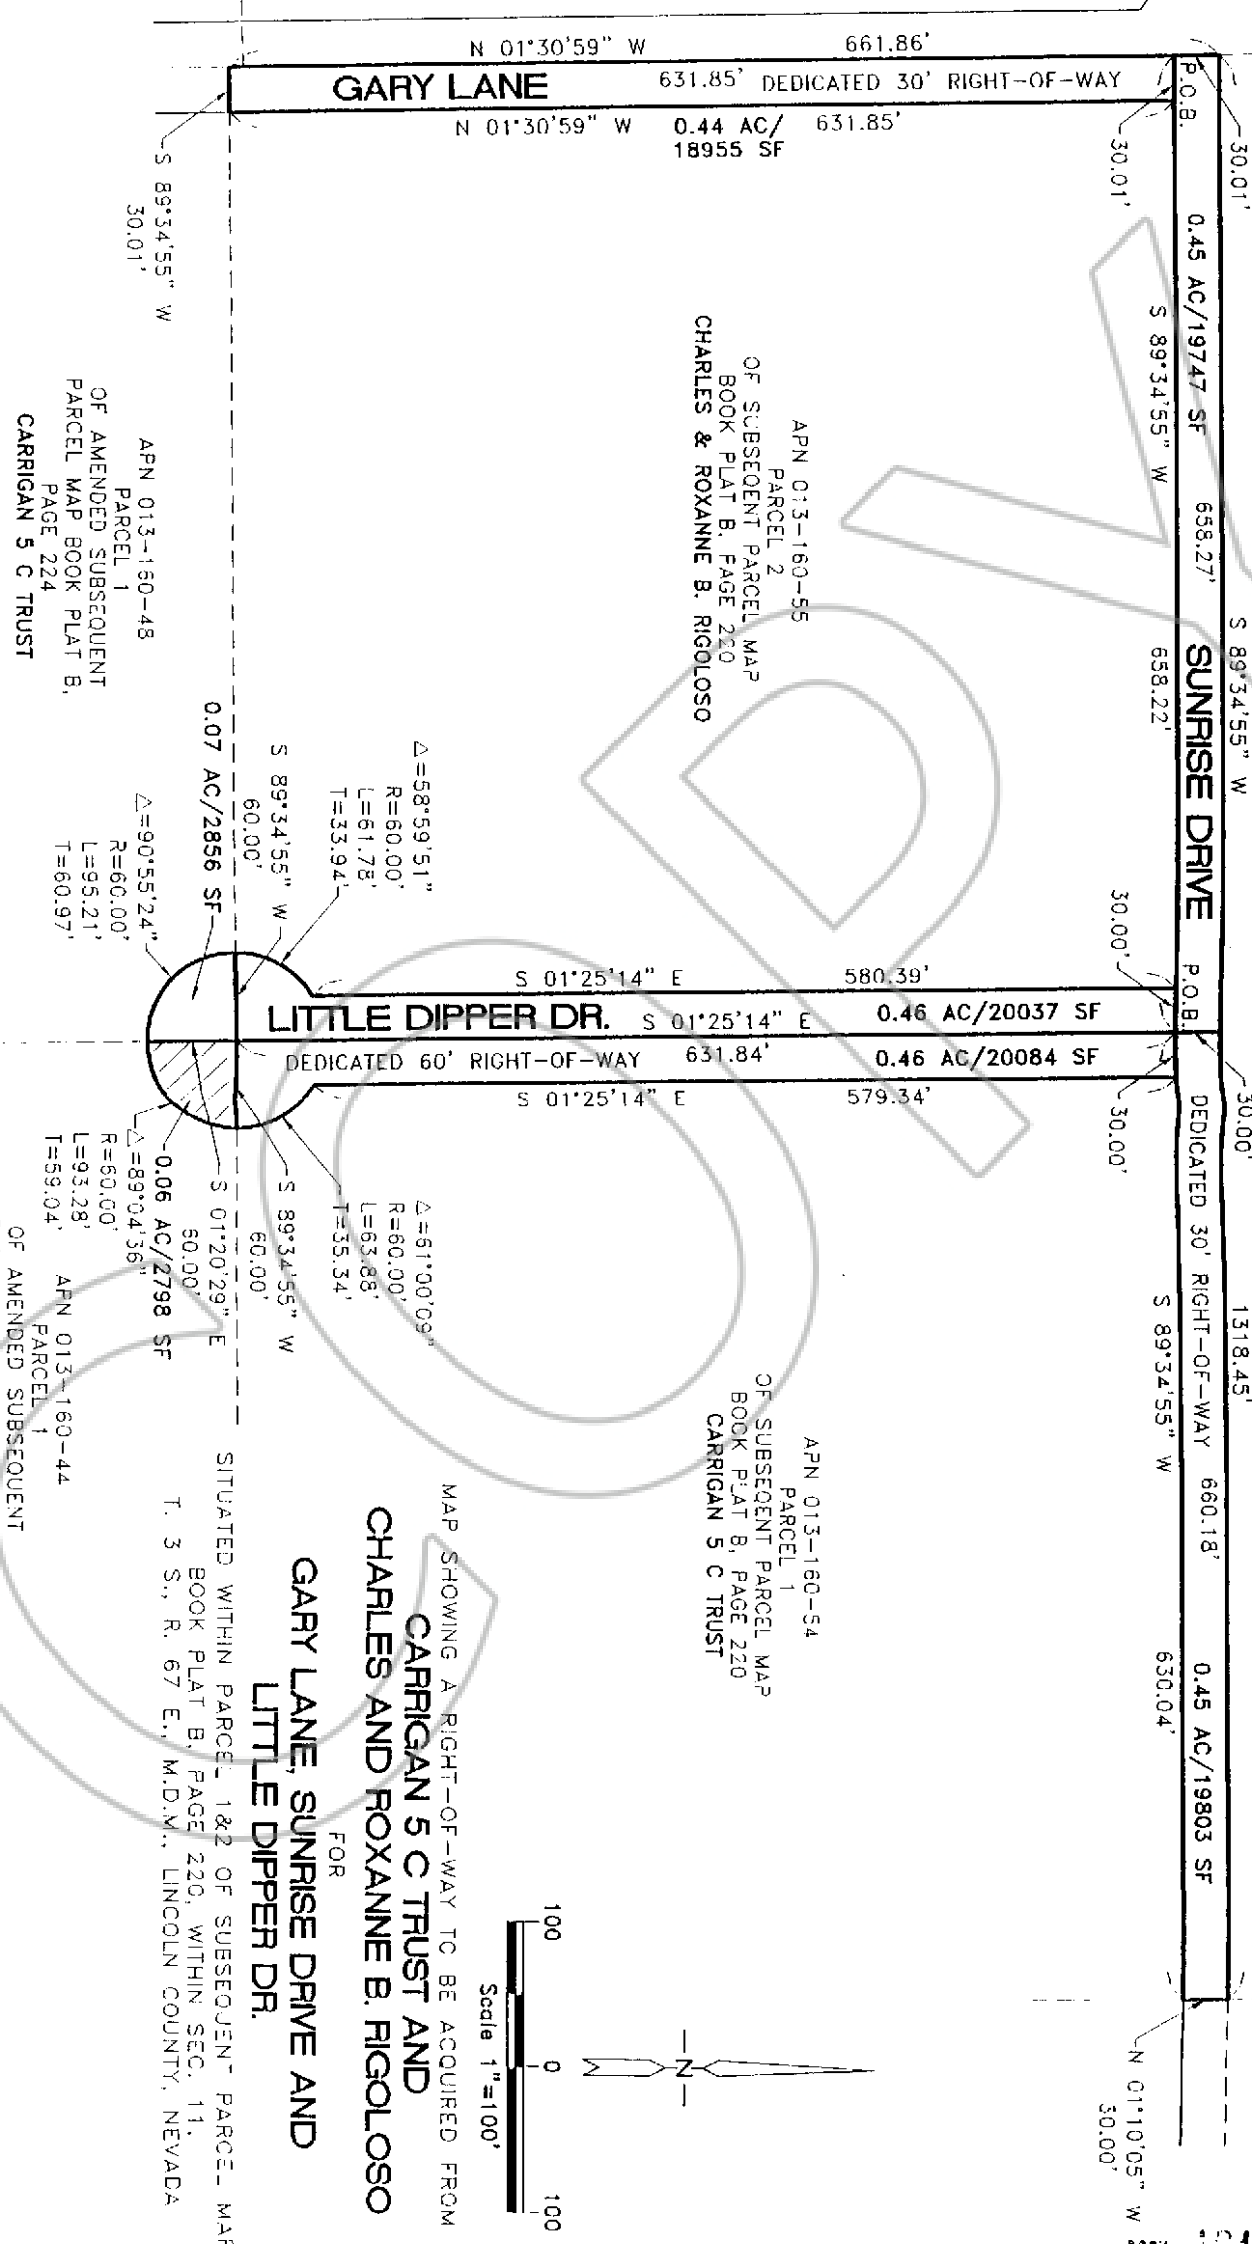 N 01°30'59" W 661.86'
GARY LANE 631.85' DEDICATED 30' RIGHT-OF-WAY
N 01°30'59" W 0.44 AC/ 631.85'
18955 SF
S 89°34'55" W
30.01'
P.O.B.
30.01'
30.01'
0.45 AC/19747 SF 658.27'
S 89°34'55" W 658.22'
S 89°34'55" W 1318.45'
SUNRISE DRIVE
P.O.B.
30.00'
30.00'
30.00'
DEDICATED 30' RIGHT-OF-WAY 660.18' 0.45 AC/19803 SF
S 89°34'55" W 630.04'
N 01°10'05" W
30.00'
APN 013-160-55
PARCEL 2
OF SUBSEQENT PARCEL MAP
BOOK PLAT B, PAGE 220
CHARLES & ROXANNE B. RIGOLOSO
APN 013-160-48
PARCEL 1
OF AMENDED SUBSEQUENT
PARCEL MAP BOOK PLAT B,
PAGE 224
CARRIGAN 5 C TRUST
△=58°59'51"
R=60.00'
L=61.78'
T=33.94'
S 89°34'55" W
60.00'
0.07 AC/2856 SF
△=90°55'24"
R=60.00'
L=95.21'
T=60.97'
S 01°25'14" E 580.39'
LITTLE DIPPER DR. S 01°25'14" E 0.46 AC/20037 SF
DEDICATED 60' RIGHT-OF-WAY 631.84' 0.46 AC/20084 SF
S 01°25'14" E 579.34'
△=61°00'09"
R=60.00'
L=63.88'
T=35.34'
S 89°34'55" W
60.00'
S 01°20'29" E
60.00'
0.06 AC/2798 SF
△=89°04'36"
R=60.00'
L=93.28'
T=59.04'
APN 013-160-44
PARCEL 1
OF AMENDED SUBSEQUENT
APN 013-160-54
PARCEL 1
OF SUBSEQENT PARCEL MAP
BOOK PLAT B, PAGE 220
CARRIGAN 5 C TRUST
MAP SHOWING A RIGHT-OF-WAY TO BE ACQUIRED FROM
CARRIGAN 5 C TRUST AND
CHARLES AND ROXANNE B. RIGOLOSO
FOR
GARY LANE, SUNRISE DRIVE AND
LITTLE DIPPER DR.
SITUATED WITHIN PARCEL 1&2 OF SUBSEQUENT PARCEL MAP
BOOK PLAT B, PAGE 220, WITHIN SEC. 11,
T. 3 S., R. 67 E., M.D.M., LINCOLN COUNTY, NEVADA
100 0 100
Scale 1"=100'
N
COPY